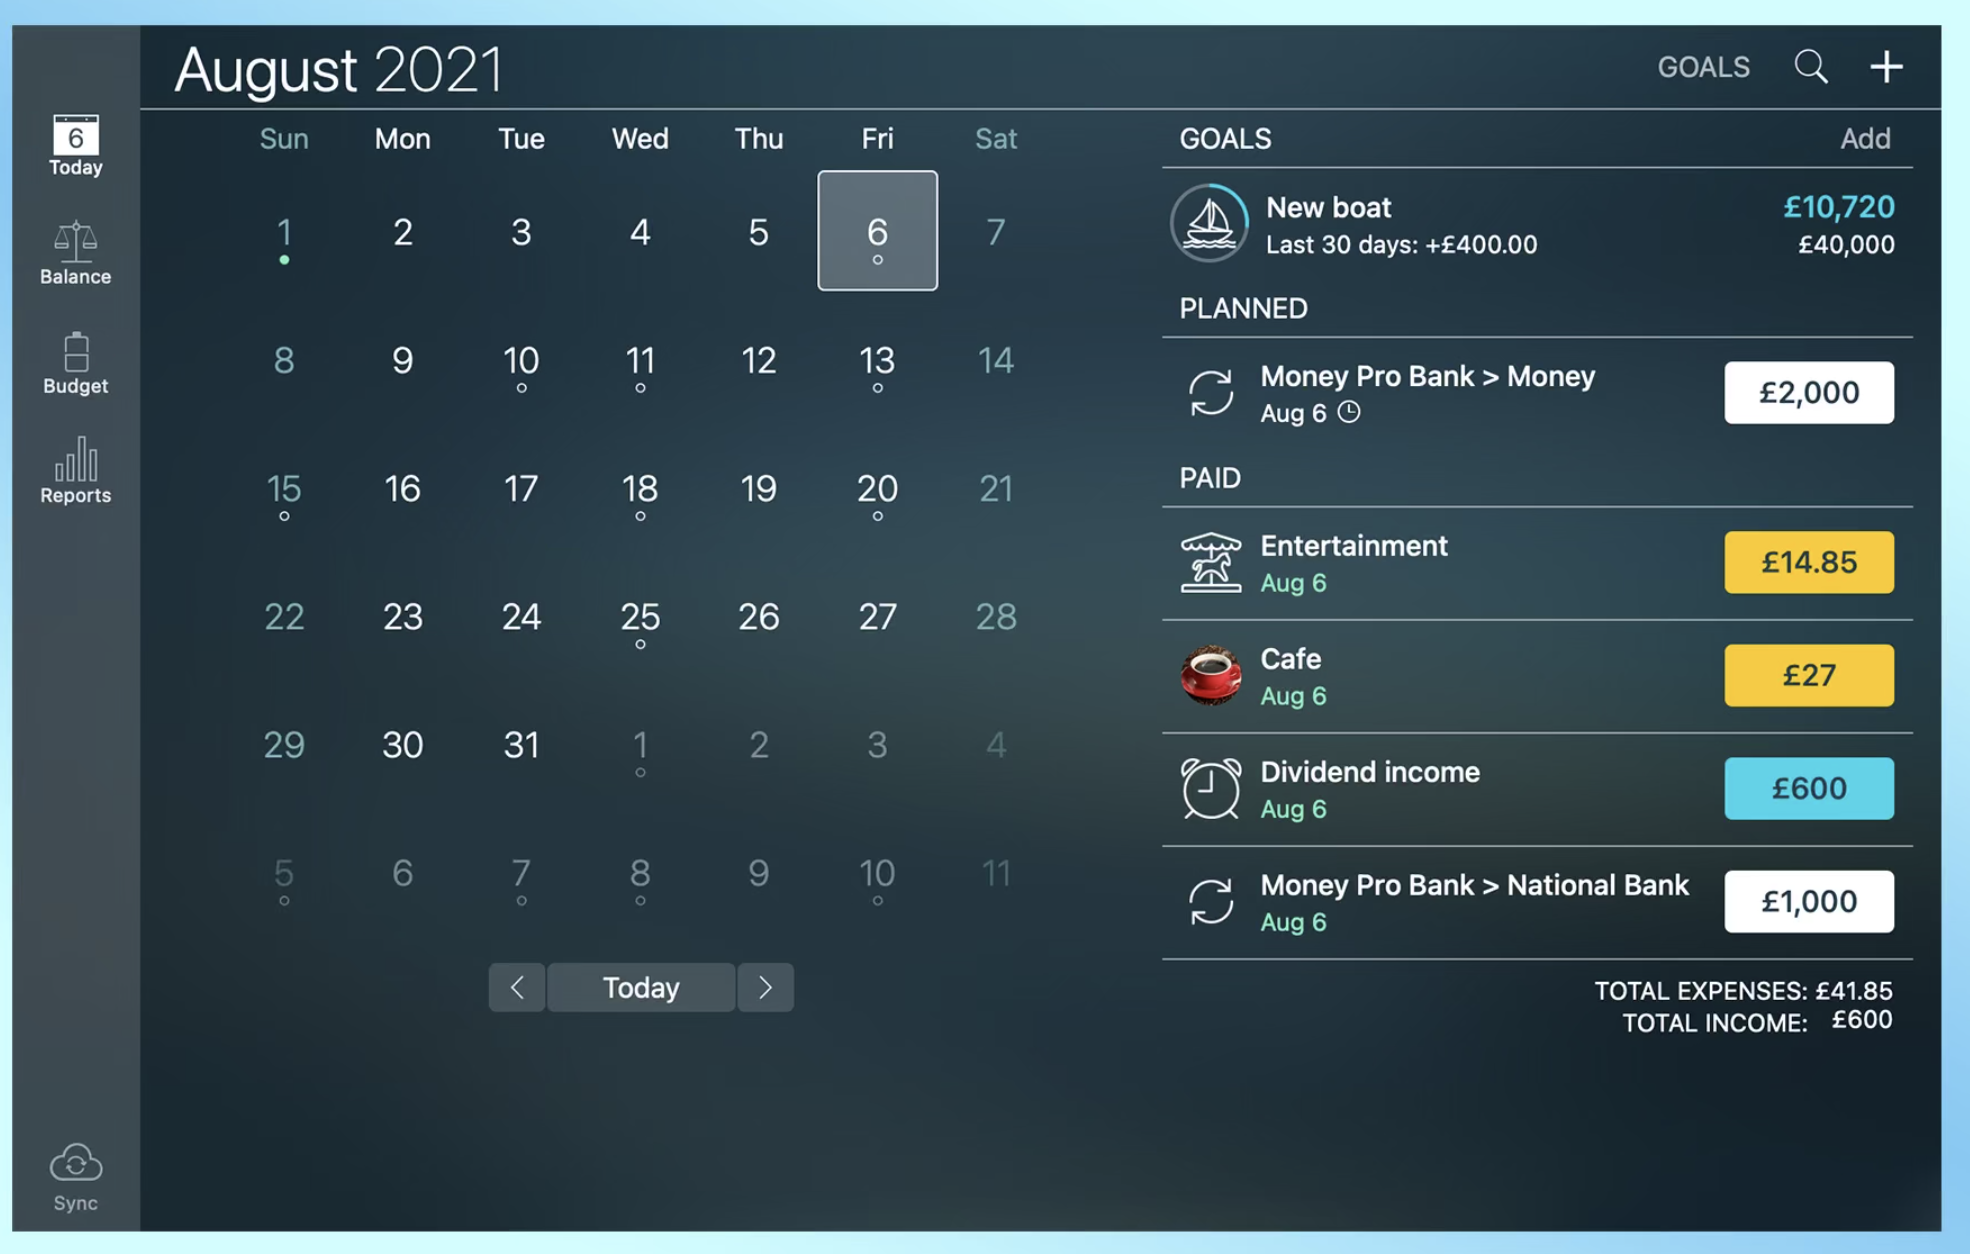 August 2021
GOALS
6
Today
Balance
Budget
Reports
Sync
Sun Mon Tue Wed Thu Fri Sat
1 2 3 4 5 6 7
8 9 10 11 12 13 14
15 16 17 18 19 20 21
22 23 24 25 26 27 28
29 30 31 1 2 3 4
5 6 7 8 9 10 11
Today
GOALS Add
New boat £10,720
Last 30 days: +£400.00 £40,000
PLANNED
Money Pro Bank > Money
Aug 6
£2,000
PAID
Entertainment
Aug 6
£14.85
Cafe
Aug 6
£27
Dividend income
Aug 6
£600
Money Pro Bank > National Bank
Aug 6
£1,000
TOTAL EXPENSES: £41.85
TOTAL INCOME: £600